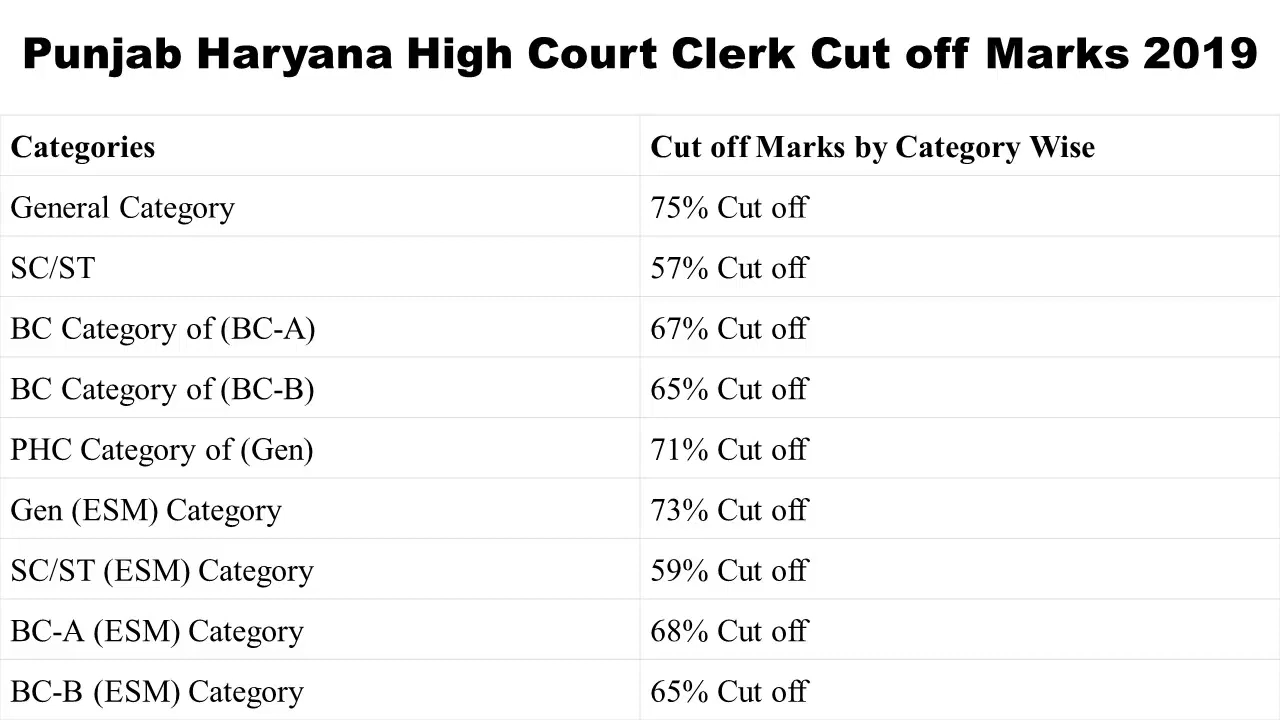 Punjab Haryana High Court Clerk Cut off Marks 2019
Categories Cut off Marks by Category Wise
General Category 75% Cut off
SC/ST 57% Cut off
BC Category of (BC-A) 67% Cut off
BC Category of (BC-B) 65% Cut off
PHC Category of (Gen) 71% Cut off
Gen (ESM) Category 73% Cut off
SC/ST (ESM) Category 59% Cut off
BC-A (ESM) Category 68% Cut off
BC-B (ESM) Category 65% Cut off